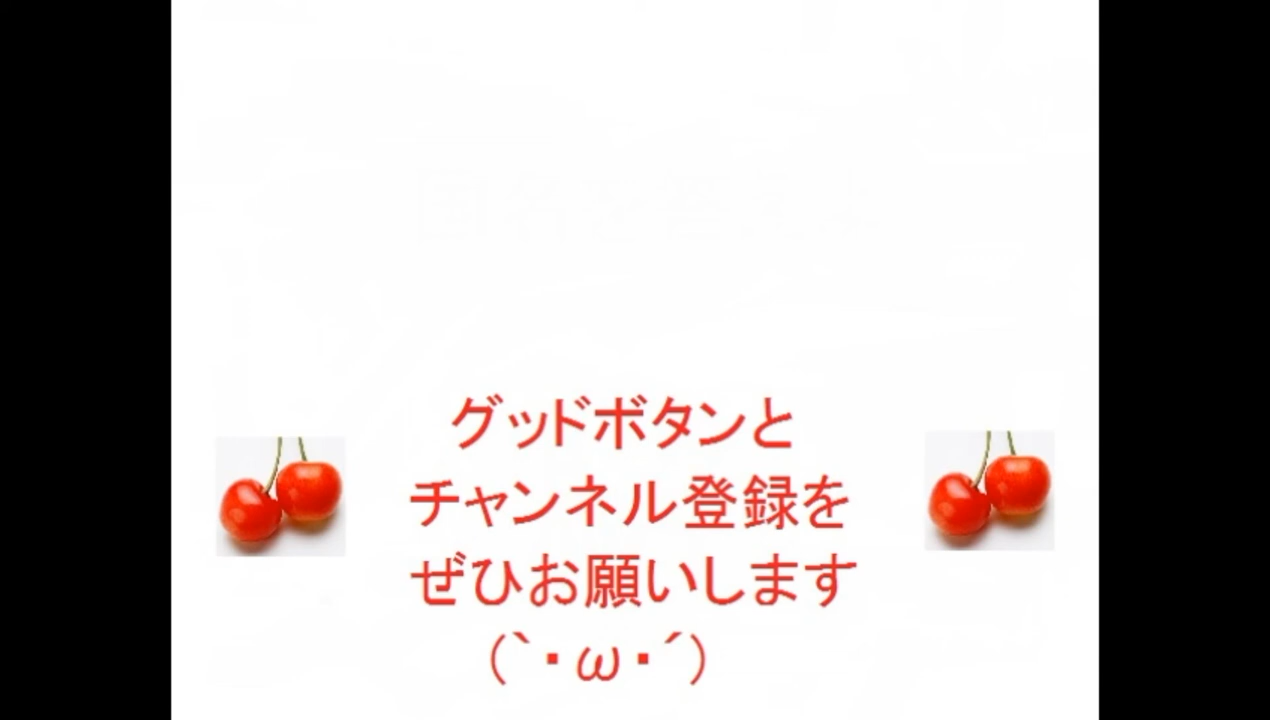 グッドボタンと
チャンネル登録を
ぜひお願いします
(`・ω・´)